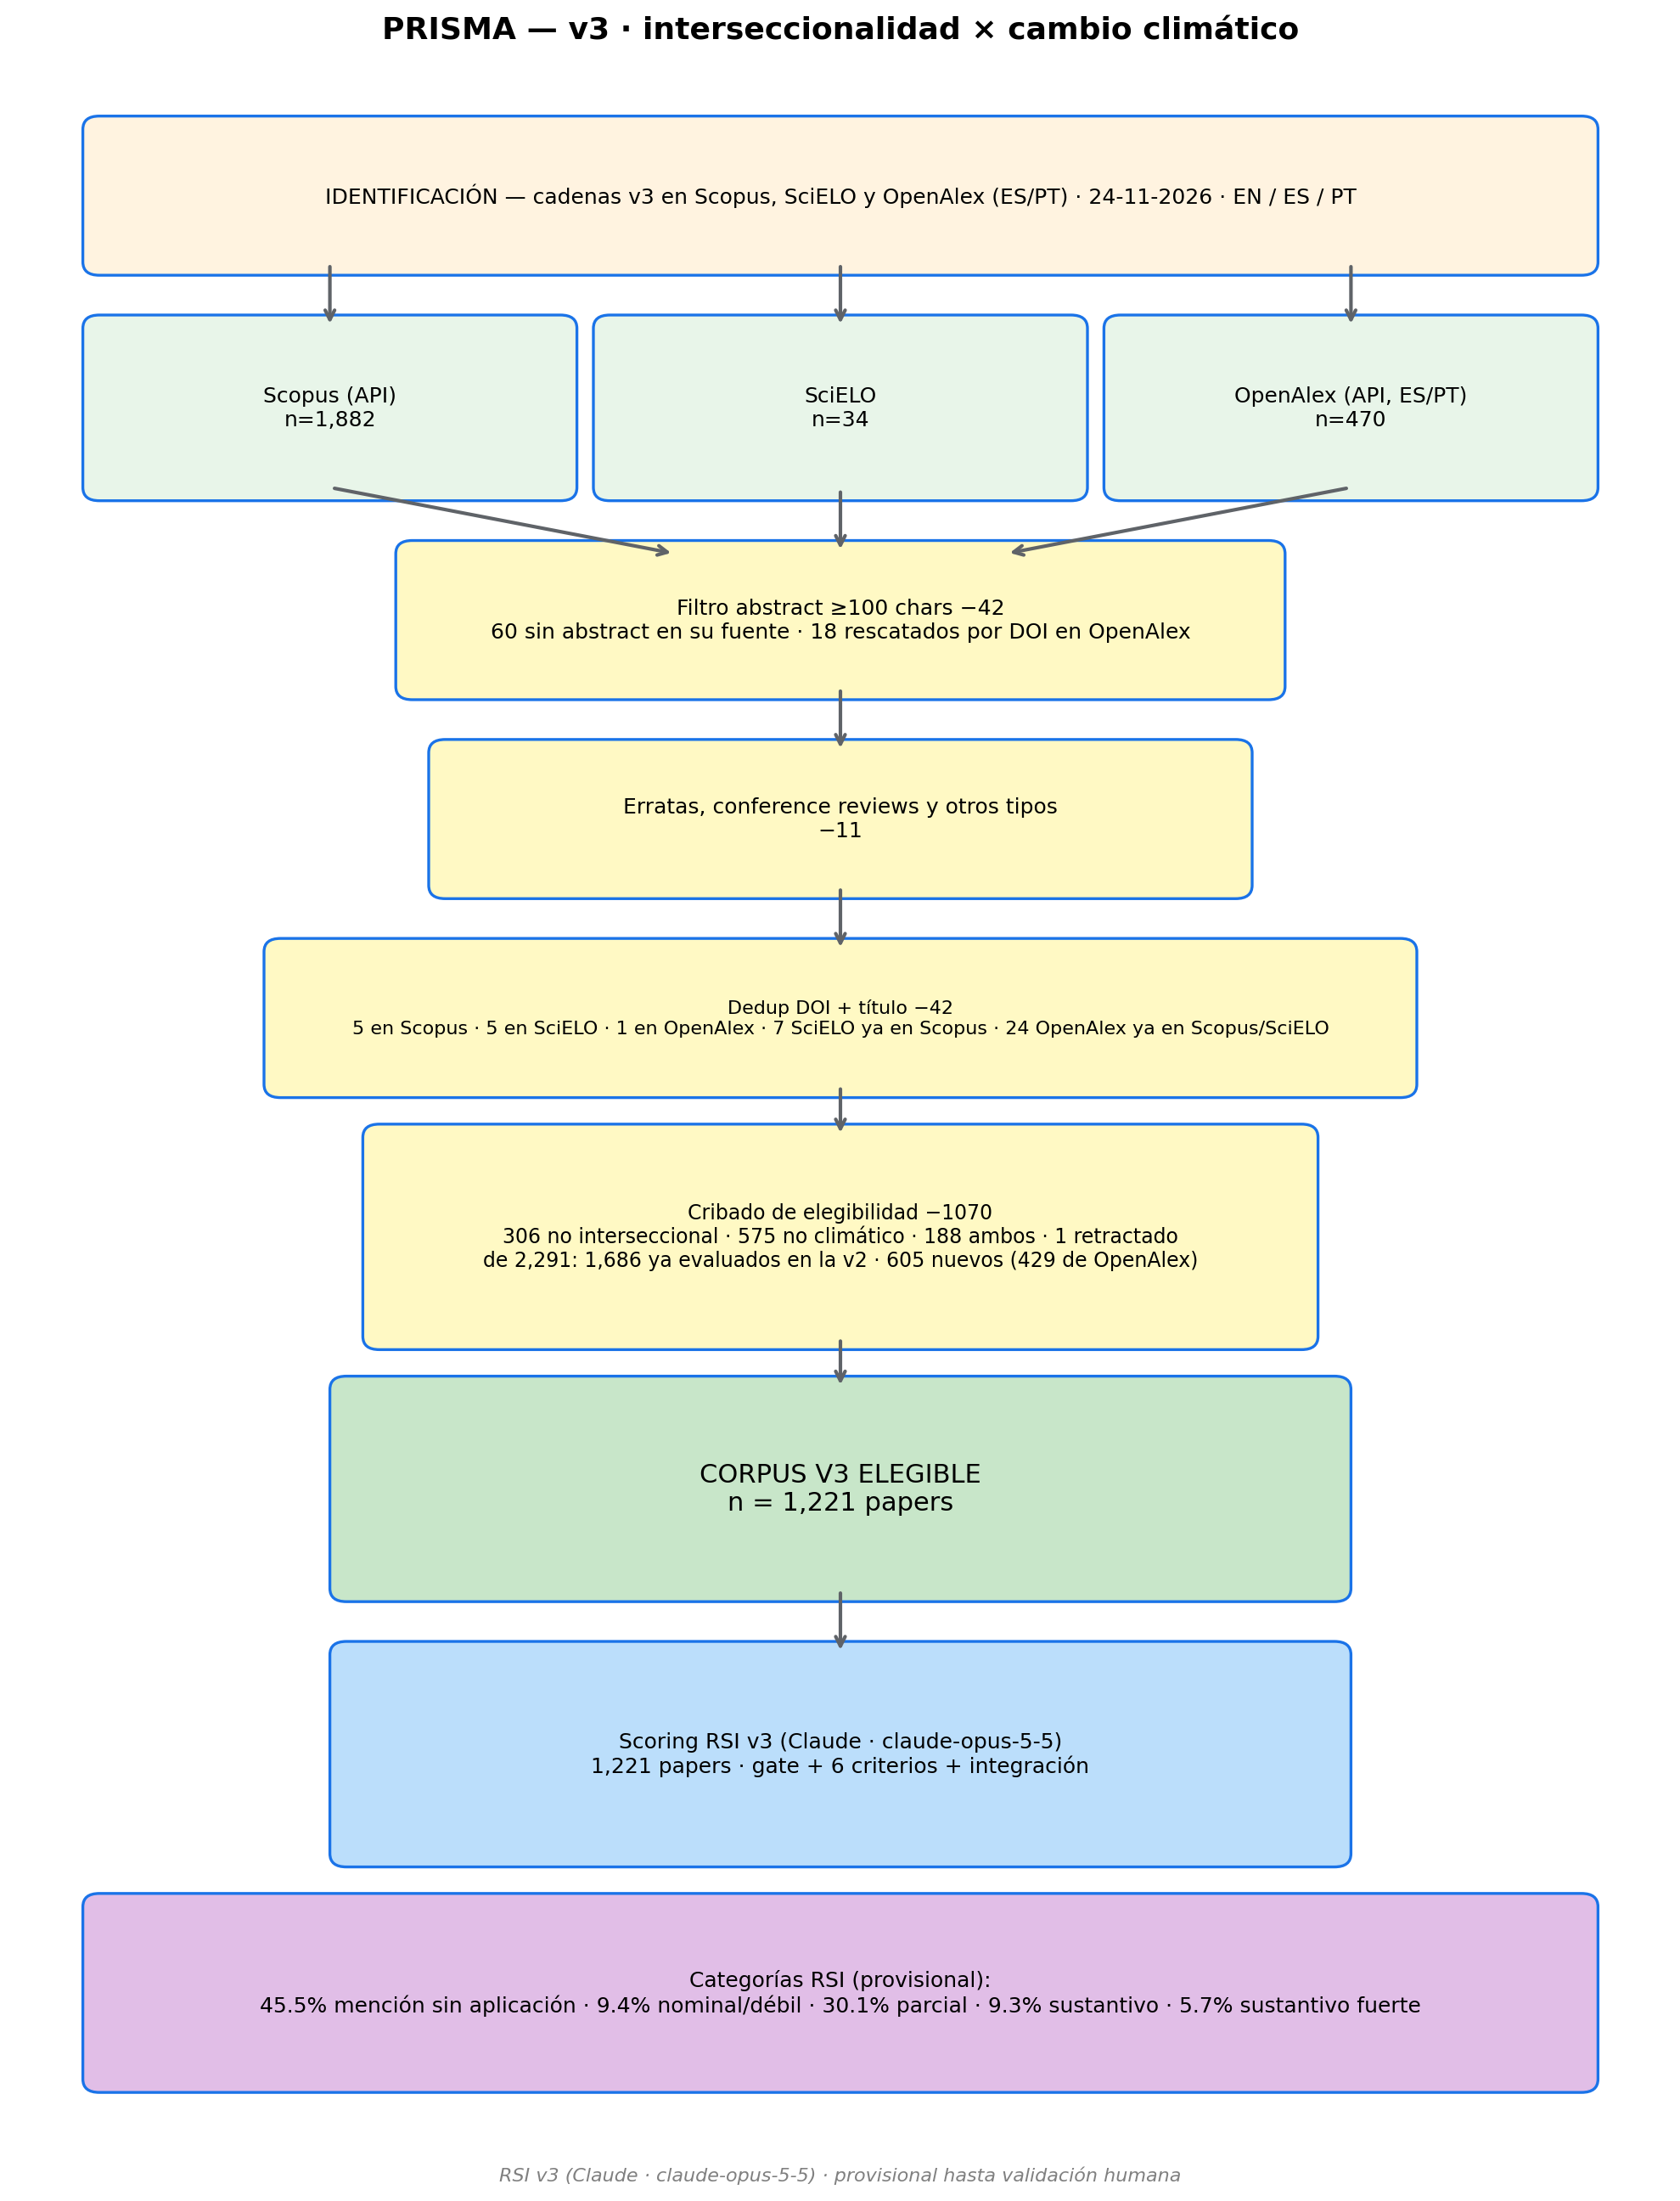 PRISMA — v3 · interseccionalidad × cambio climático
IDENTIFICACIÓN — cadenas v3 en Scopus, SciELO y OpenAlex (ES/PT) · 24-11-2026 · EN / ES / PT
Scopus (API)
n=1,882
SciELO
n=34
OpenAlex (API, ES/PT)
n=470
Filtro abstract ≥100 chars −42
60 sin abstract en su fuente · 18 rescatados por DOI en OpenAlex
Erratas, conference reviews y otros tipos
−11
Dedup DOI + título −42
5 en Scopus · 5 en SciELO · 1 en OpenAlex · 7 SciELO ya en Scopus · 24 OpenAlex ya en Scopus/SciELO
Cribado de elegibilidad −1070
306 no interseccional · 575 no climático · 188 ambos · 1 retractado
de 2,291: 1,686 ya evaluados en la v2 · 605 nuevos (429 de OpenAlex)
CORPUS V3 ELEGIBLE
n = 1,221 papers
Scoring RSI v3 (Claude · claude-opus-5-5)
1,221 papers · gate + 6 criterios + integración
Categorías RSI (provisional):
45.5% mención sin aplicación · 9.4% nominal/débil · 30.1% parcial · 9.3% sustantivo · 5.7% sustantivo fuerte
RSI v3 (Claude · claude-opus-5-5) · provisional hasta validación humana